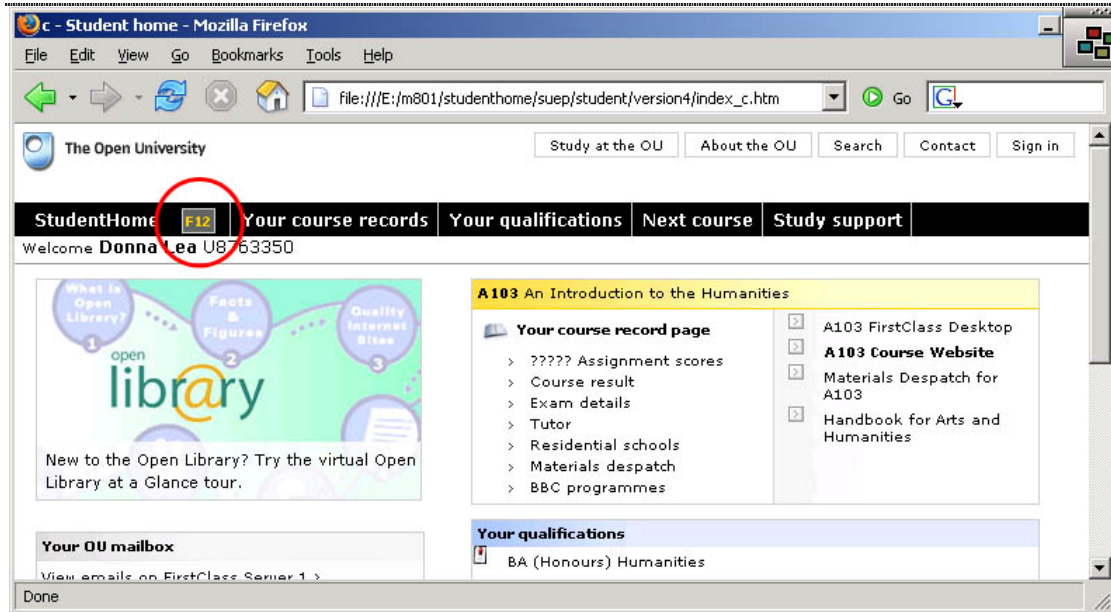 c - Student home - Mozilla Firefox
File Edit View Go Bookmarks Tools Help
file:///E:/m801/studenthome/suep/student/version4/index_c.htm Go G
The Open University
Study at the OU About the OU Search Contact Sign in
StudentHome F12 Your course records Your qualifications Next course Study support
Welcome Donna Lea U8763350
What is Open Library? 1
Facts & Figures 2
Quality Internet Sites 3
open
libr@ry
New to the Open Library? Try the virtual Open
Library at a Glance tour.
Your OU mailbox
View emails on FirstClass Server 1 >
A103 An Introduction to the Humanities
Your course record page
> ????? Assignment scores
> Course result
> Exam details
> Tutor
> Residential schools
> Materials despatch
> BBC programmes
A103 FirstClass Desktop
A103 Course Website
Materials Despatch for
A103
Handbook for Arts and
Humanities
Your qualifications
BA (Honours) Humanities
Done